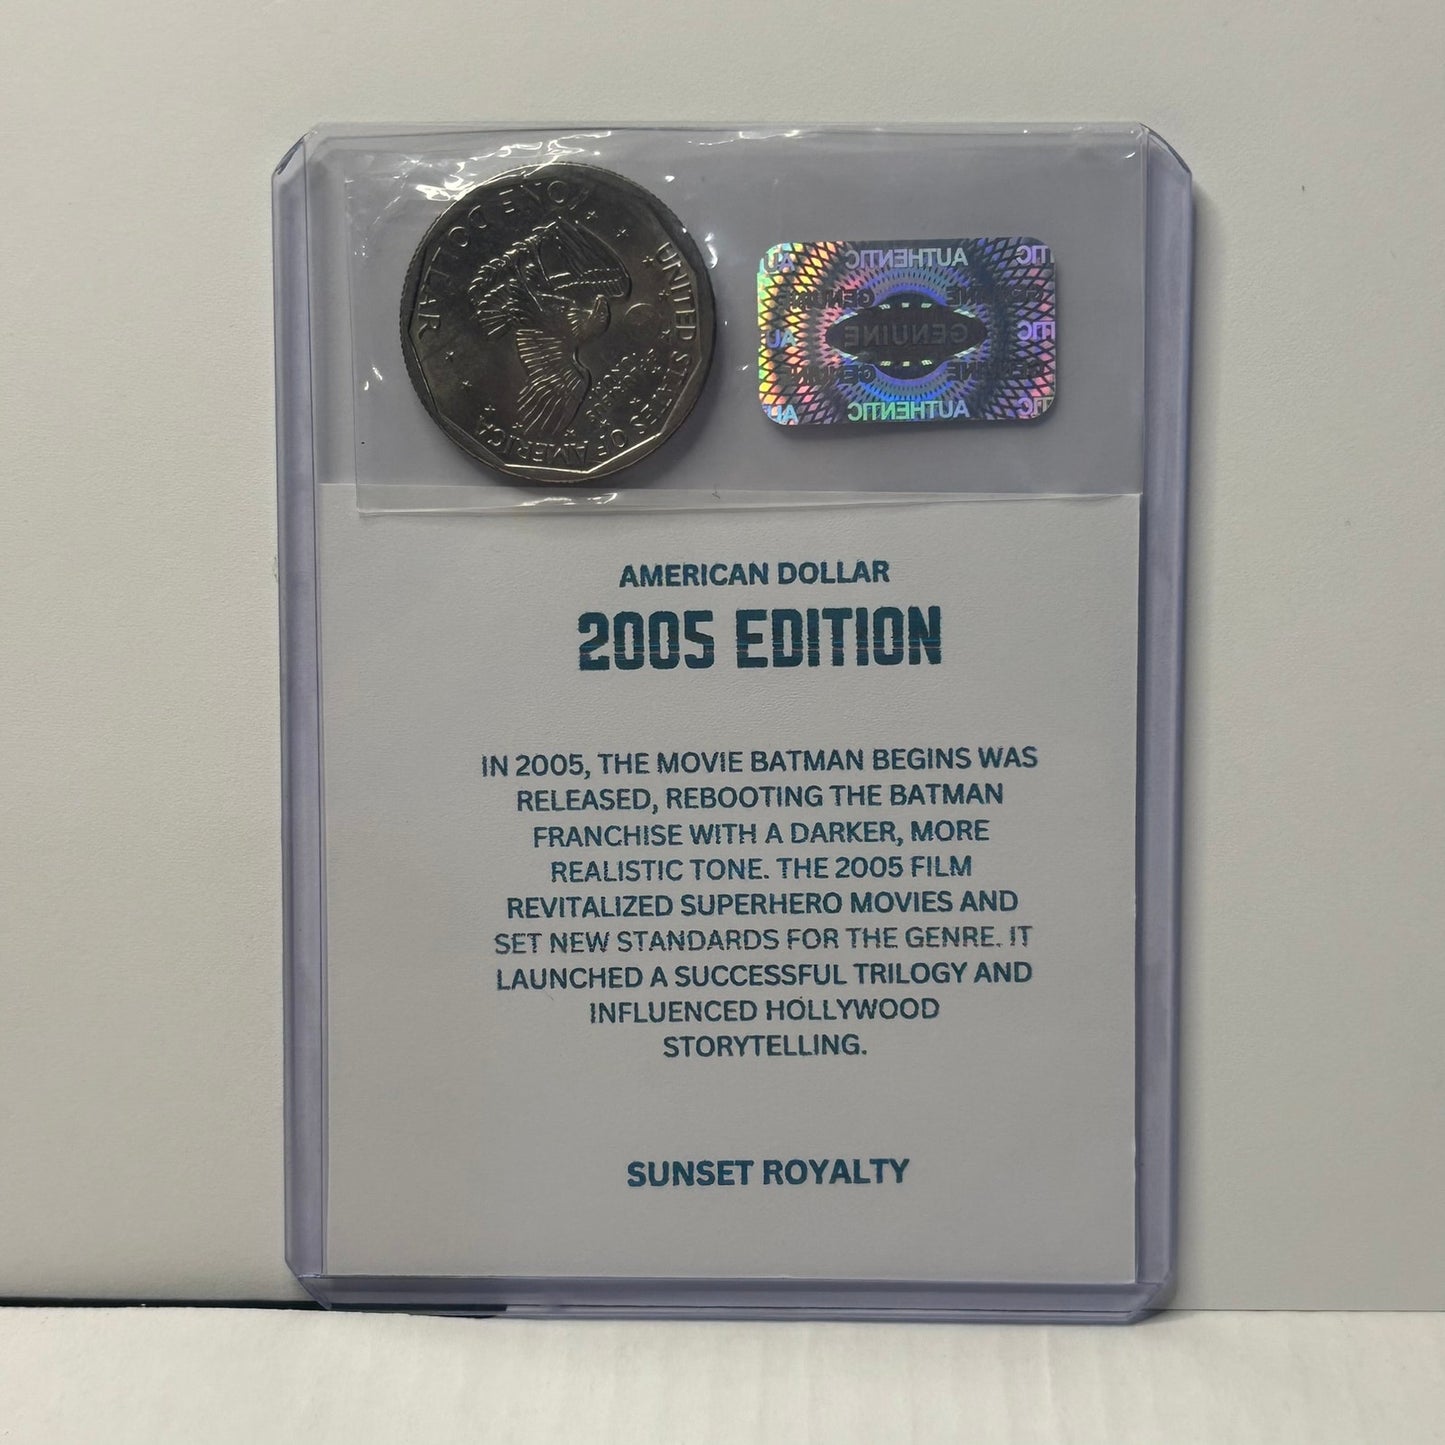 UNITED STATES OF AMERICA
ONE DOLLAR
AUTHENTIC
GENUINE
GENUINE
GENUINE
AUTHENTIC
AMERICAN DOLLAR
2005 EDITION
IN 2005, THE MOVIE BATMAN BEGINS WAS
RELEASED, REBOOTING THE BATMAN
FRANCHISE WITH A DARKER, MORE
REALISTIC TONE. THE 2005 FILM
REVITALIZED SUPERHERO MOVIES AND
SET NEW STANDARDS FOR THE GENRE. IT
LAUNCHED A SUCCESSFUL TRILOGY AND
INFLUENCED HOLLYWOOD
STORYTELLING.
SUNSET ROYALTY